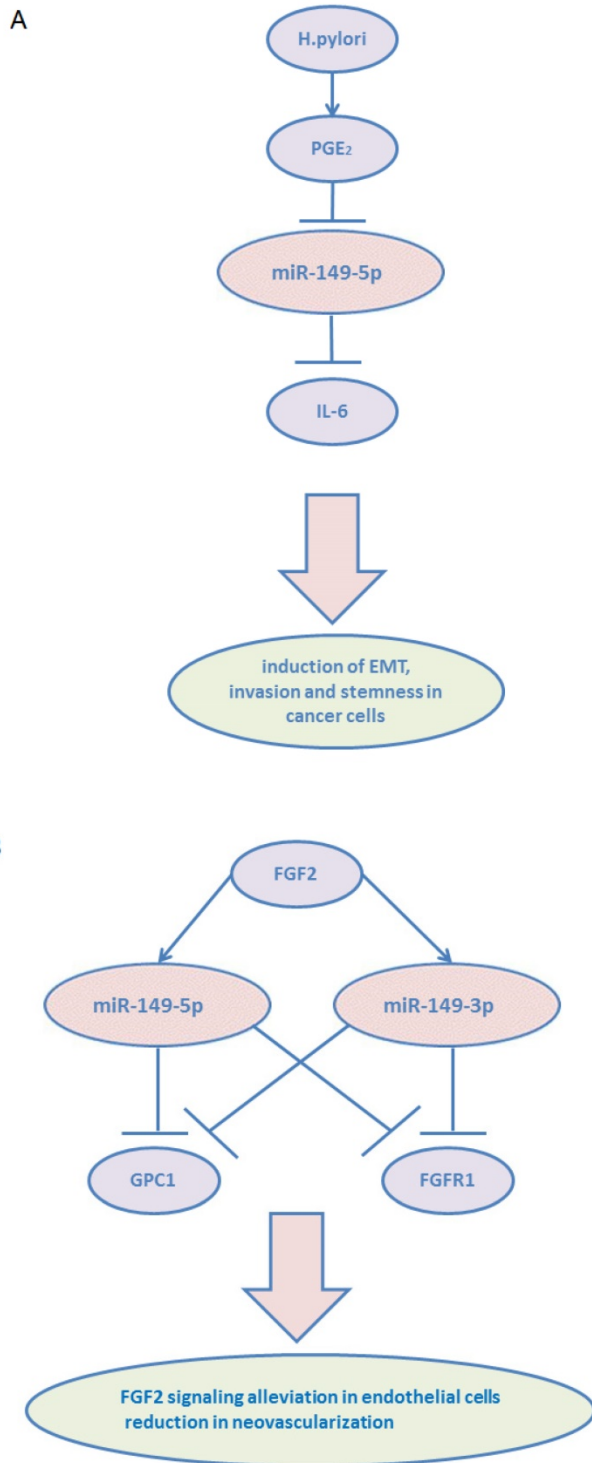 A
H.pylori
PGE₂
miR-149-5p
IL-6
induction of EMT,
invasion and stemness in
cancer cells
FGF2
miR-149-5p
miR-149-3p
GPC1
FGFR1
FGF2 signaling alleviation in endothelial cells
reduction in neovascularization